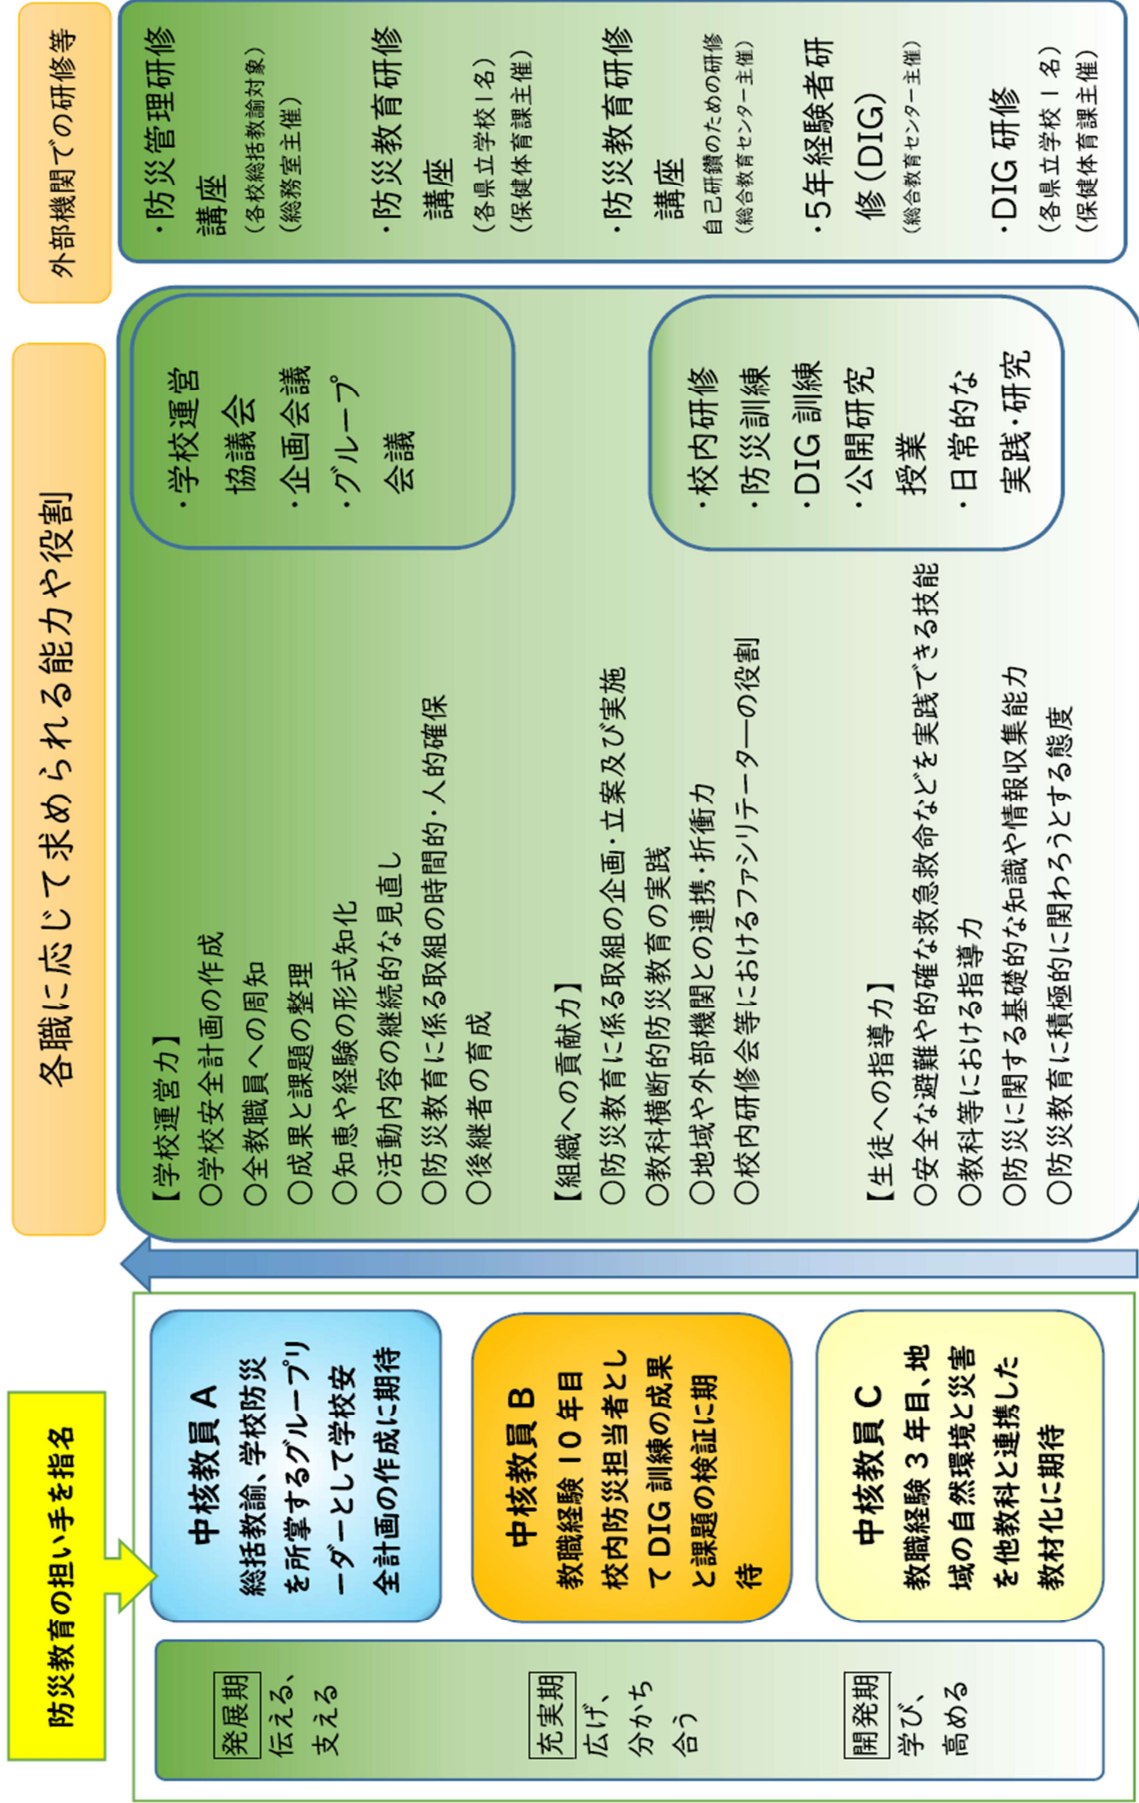 防災教育の担い手を指名
各職に応じて求められる能力や役割
外部機関での研修等
発展期
伝える、
支える
充実期
広げ、
分かち
合う
開発期
学び、
高める
中核教員 A
総括教諭、学校防災
を所掌するグループリ
ーダーとして学校安
全計画の作成に期待
中核教員 B
教職経験 10 年目
校内防災担当者とし
て DIG 訓練の成果
と課題の検証に期
待
中核教員 C
教職経験 3 年目、地
域の自然環境と災害
を他教科と連携した
教材化に期待
【学校運営力】
〇学校安全計画の作成
〇全教職員への周知
〇成果と課題の整理
〇知恵や経験の形式知化
〇活動内容の継続的な見直し
〇防災教育に係る取組の時間的・人的確保
〇後継者の育成
【組織への貢献力】
〇防災教育に係る取組の企画・立案及び実施
〇教科横断的防災教育の実践
〇地域や外部機関との連携・折衝力
〇校内研修会等におけるファシリテーターの役割
【生徒への指導力】
〇安全な避難や的確な救急救命などを実践できる技能
〇教科等における指導力
〇防災に関する基礎的な知識や情報収集能力
〇防災教育に積極的に関わろうとする態度
・学校運営
協議会
・企画会議
・グループ
会議
・校内研修
・防災訓練
・DIG 訓練
・公開研究
授業
・日常的な
実践・研究
・防災管理研修
講座
（各校総括教諭対象）
（総務室主催）
・防災教育研修
講座
（各県立学校 1 名）
（保健体育課主催）
・防災教育研修
講座
自己研鑽のための研修
（総合教育センター主催）
・5年経験者研
修（DIG）
（総合教育センター主催）
・DIG 研修
（各県立学校 1 名）
（保健体育課主催）